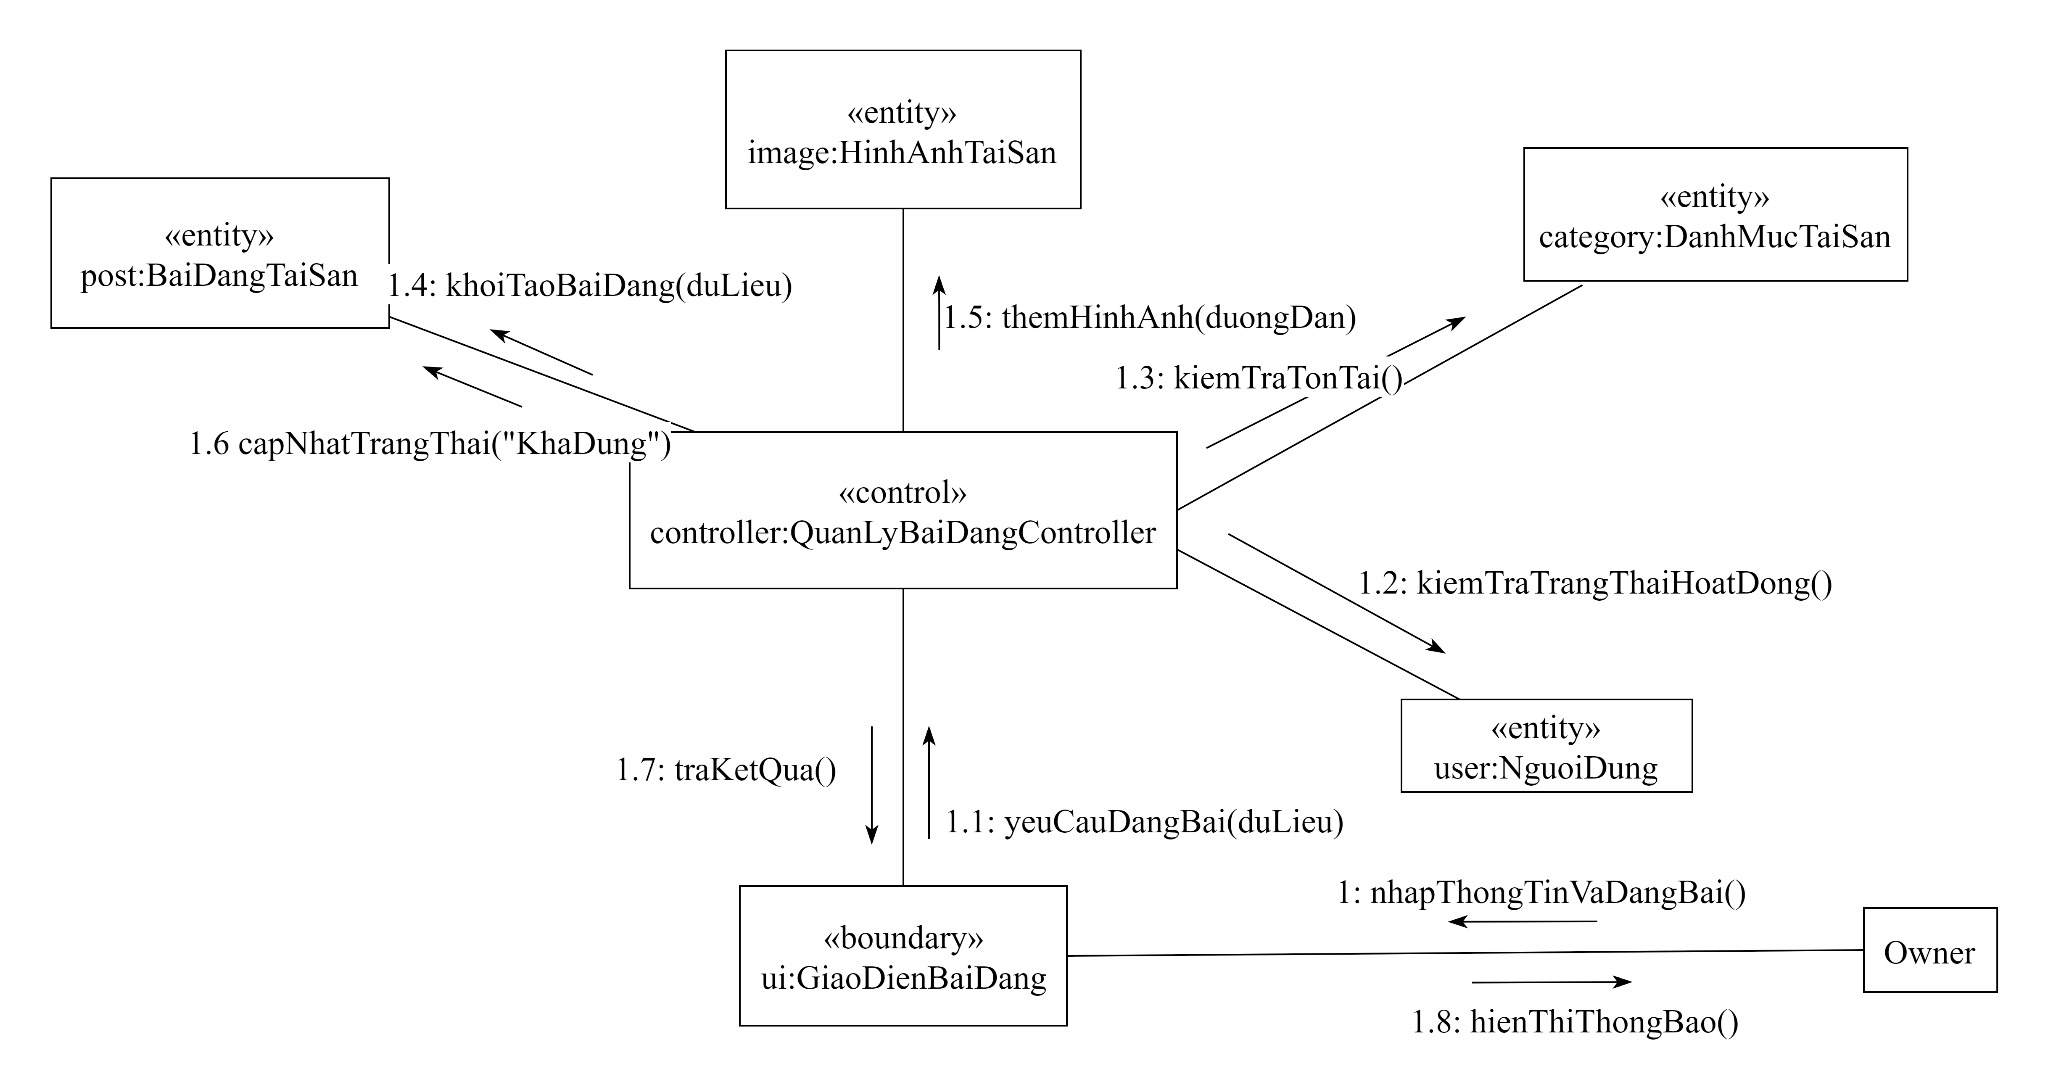 «entity»
image:HinhAnhTaiSan
«entity»
category:DanhMucTaiSan
«entity»
post:BaiDangTaiSan
1.4: khoiTaoBaiDang(duLieu)
1.5: themHinhAnh(duongDan)
1.3: kiemTraTonTai()
1.6 capNhatTrangThai("KhaDung")
«control»
controller:QuanLyBaiDangController
1.2: kiemTraTrangThaiHoatDong()
«entity»
user:NguoiDung
1.7: traKetQua()
1.1: yeuCauDangBai(duLieu)
1: nhapThongTinVaDangBai()
«boundary»
ui:GiaoDienBaiDang
Owner
1.8: hienThiThongBao()